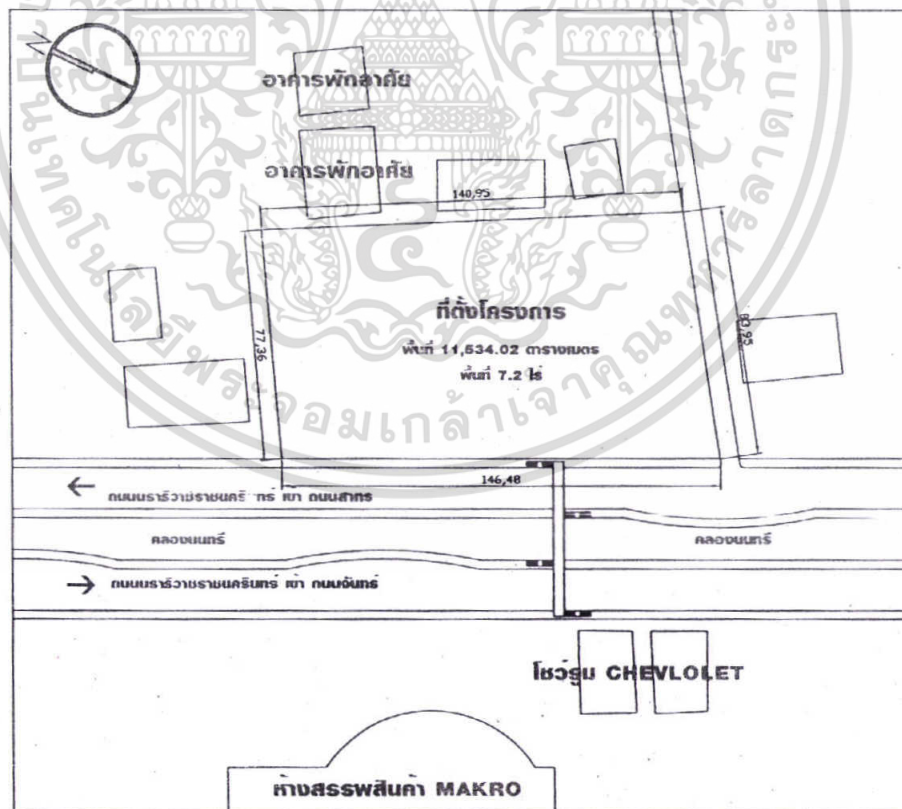 N
อาคารพักอาศัย
อาคารพักอาศัย
140,95
ที่ตั้งโครงการ
พื้นที่ 11,534.02 ตารางเมตร
พื้นที่ 7.2 ไร่
77,36
83,95
146,48
← ถนนนราธิวาชราชนครินทร์ เข้า ถนนสาทร
คลองนนทรี
คลองนนทรี
→ ถนนนราธิวาชราชนครินทร์ เข้า ถนนจันทร์
โชว์รูม CHEVLOLET
ห้างสรรพสินค้า MAKRO